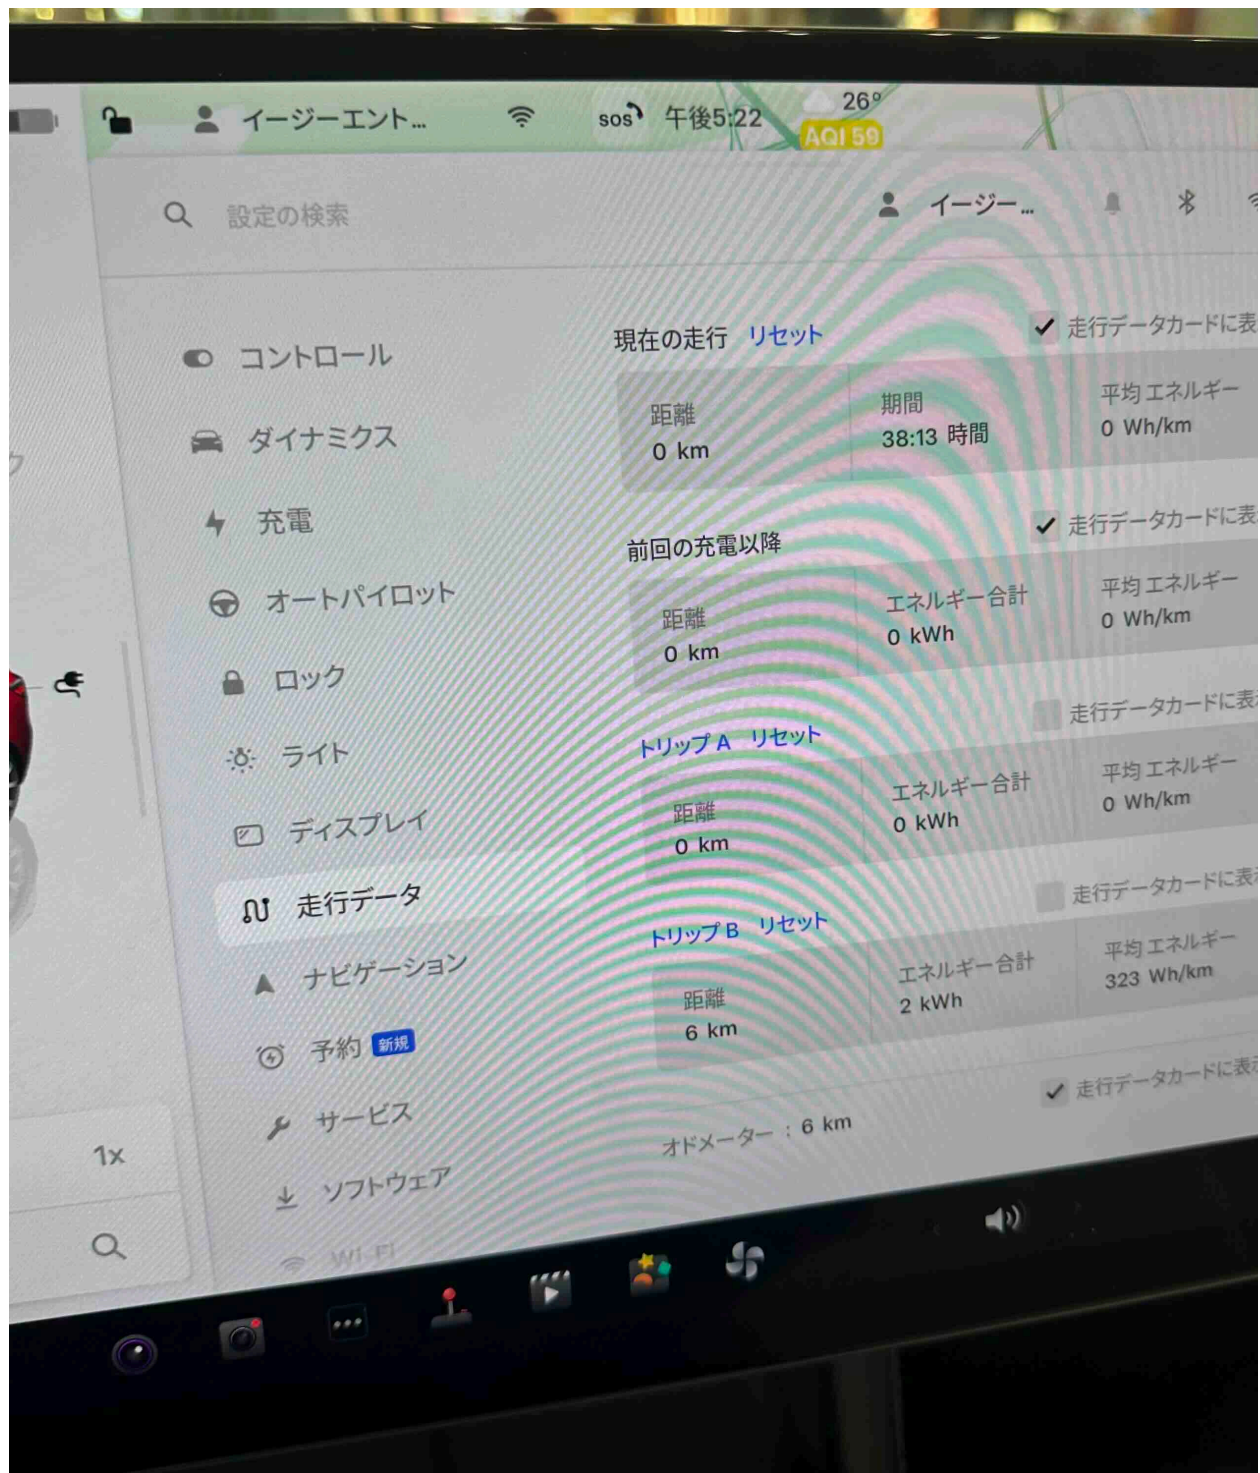 イージーエント…
sos
午後5:22
26°
AQI 59
設定の検索
イージー…
コントロール
ダイナミクス
充電
オートパイロット
ロック
ライト
ディスプレイ
走行データ
ナビゲーション
予約 新規
サービス
ソフトウェア
Wi-Fi
現在の走行 リセット
走行データカードに表
距離
0 km
期間
38:13 時間
平均エネルギー
0 Wh/km
前回の充電以降
走行データカードに表
距離
0 km
エネルギー合計
0 kWh
平均エネルギー
0 Wh/km
トリップ A リセット
走行データカードに表
距離
0 km
エネルギー合計
0 kWh
平均エネルギー
0 Wh/km
トリップ B リセット
走行データカードに表
距離
6 km
エネルギー合計
2 kWh
平均エネルギー
323 Wh/km
オドメーター : 6 km
走行データカードに表
1x